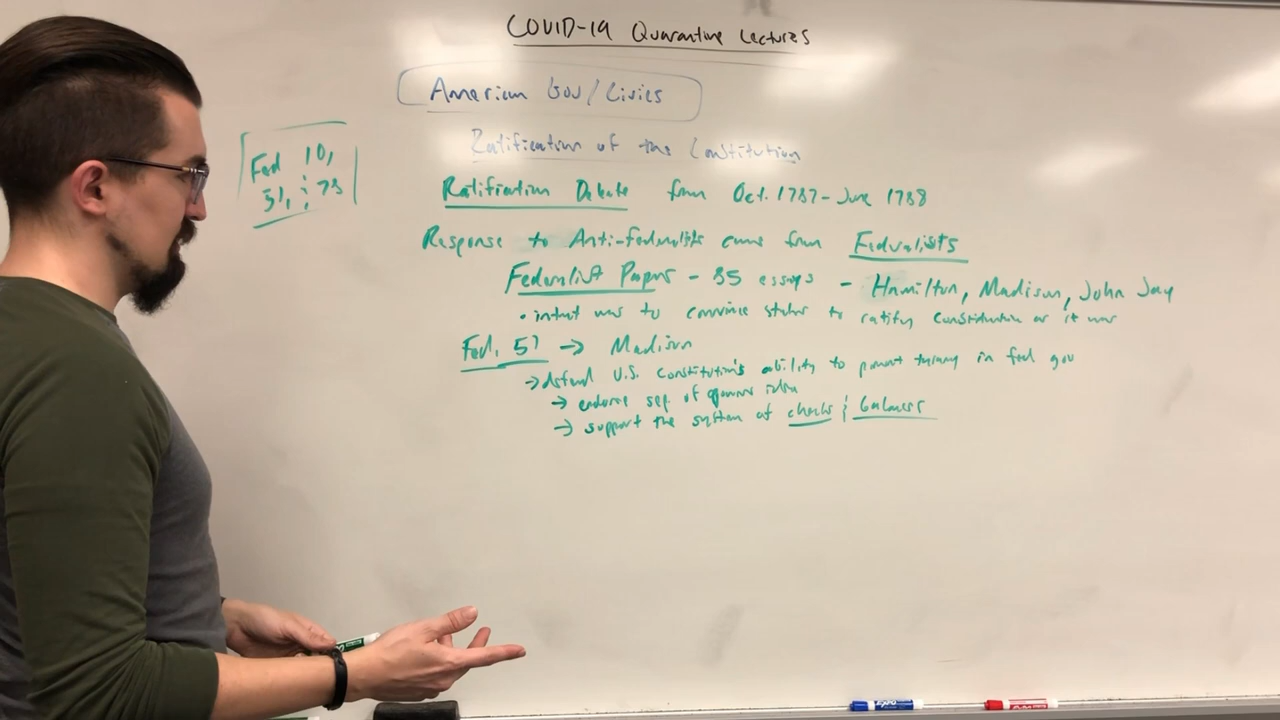 COVID-19 Quarantine Lectures
American Gov/Civics
Ratification of the Constitution
Fed 10,
51, & 78
Ratification Debate from Oct. 1787-June 1788
Response to Anti-federalists came from Federalists
Federalist Papers - 85 essays - Hamilton, Madison, John Jay
• intent was to convince states to ratify Constitution as it was
Fed. 51 → Madison
→ defend U.S. Constitution's ability to prevent tyranny in fed gov
→ endorse sep. of powers idea
→ support the system of checks & balances
EXPO